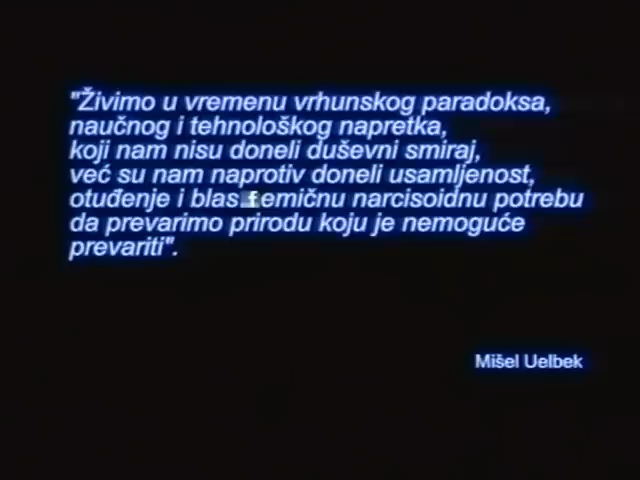 "Živimo u vremenu vrhunskog paradoksa,
naučnog i tehnološkog napretka,
koji nam nisu doneli duševni smiraj,
već su nam naprotiv doneli usamljenost,
otuđenje i blasfemičnu narcisoidnu potrebu
da prevarimo prirodu koju je nemoguće
prevariti".
Mišel Uelbek